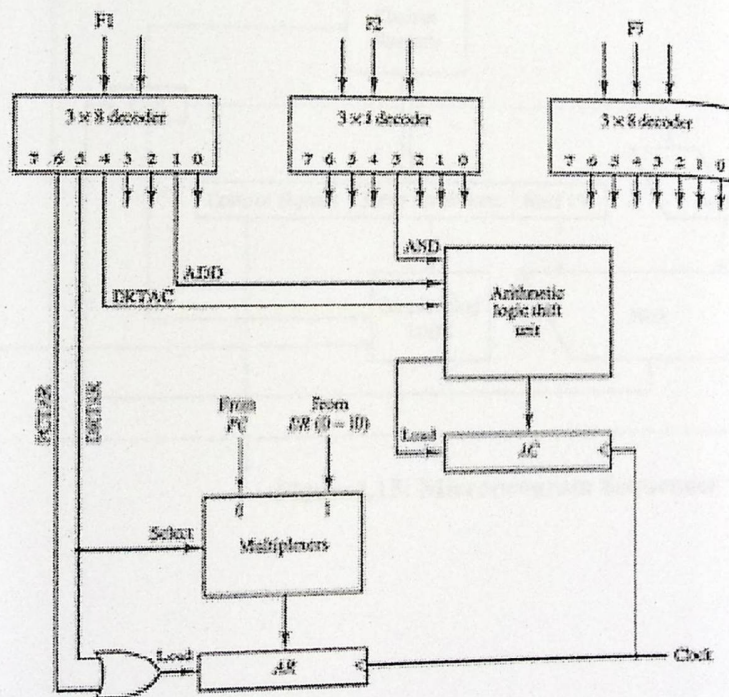 F1
F2
F3
3 × 8 decoder
7 6 5 4 3 2 1 0
3 × 8 decoder
7 6 5 4 3 2 1 0
3 × 8 decoder
7 6 5 4 3 2 1 0
ADD
DRTAC
Arithmetic
logic shift
unit
PCTAR
DRTAR
From
PC
From
DR (0 – 10)
Load
AC
0
1
Select
Multiplexers
Load
AR
Clock